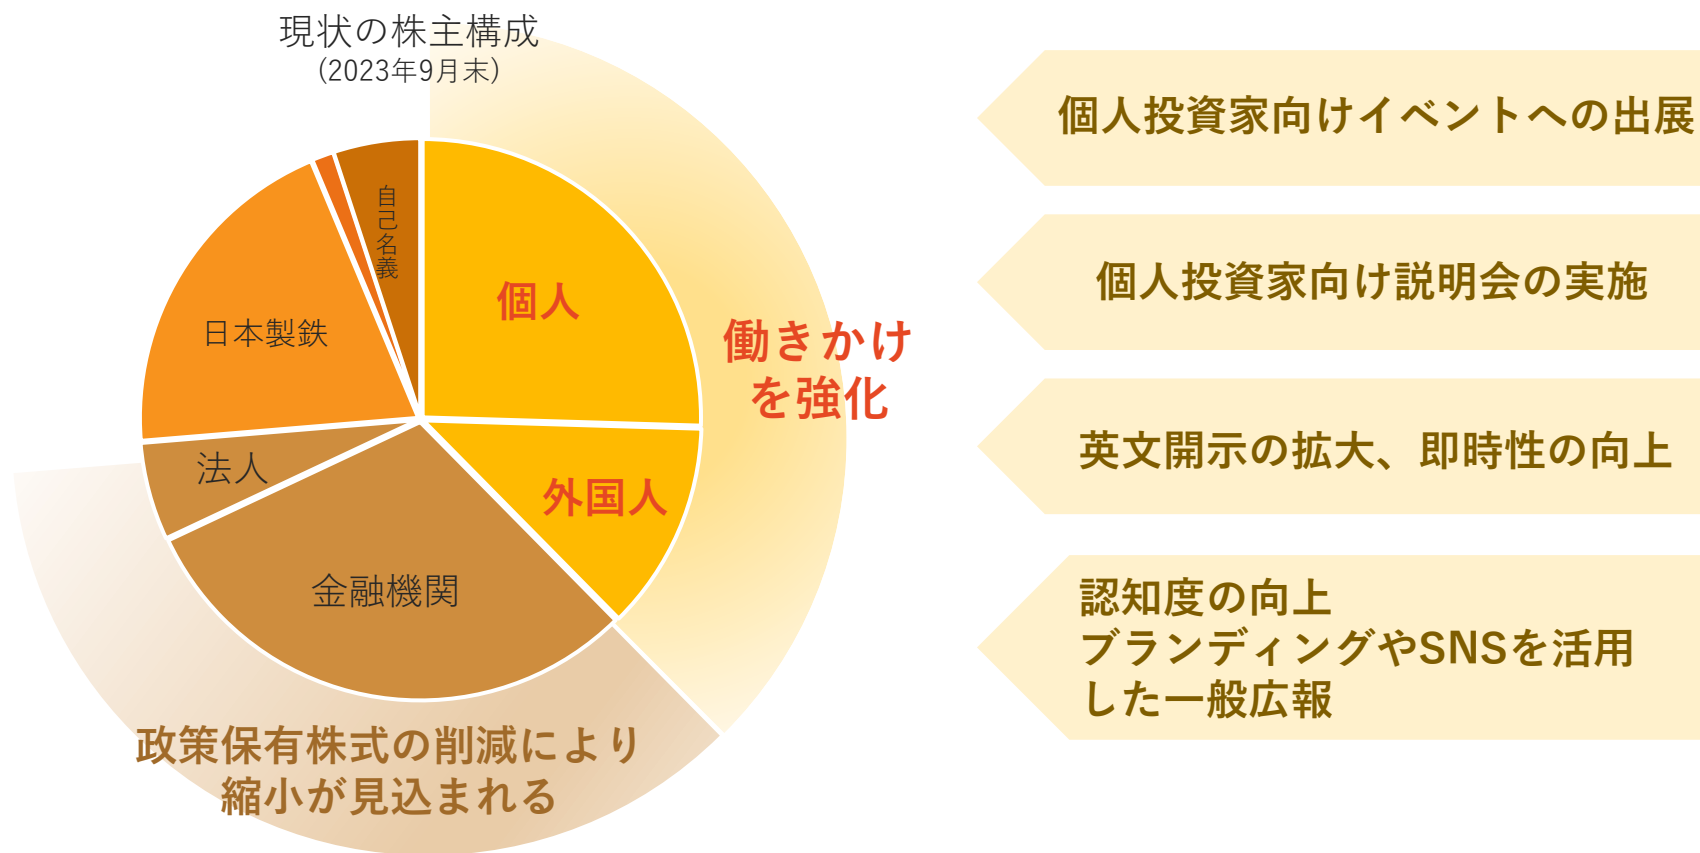 現状の株主構成
(2023年9月末)
自己名義
個人
日本製鉄
法人
外国人
金融機関
働きかけ
を強化
政策保有株式の削減により
縮小が見込まれる
個人投資家向けイベントへの出展
個人投資家向け説明会の実施
英文開示の拡大、即時性の向上
認知度の向上
ブランディングやSNSを活用
した一般広報